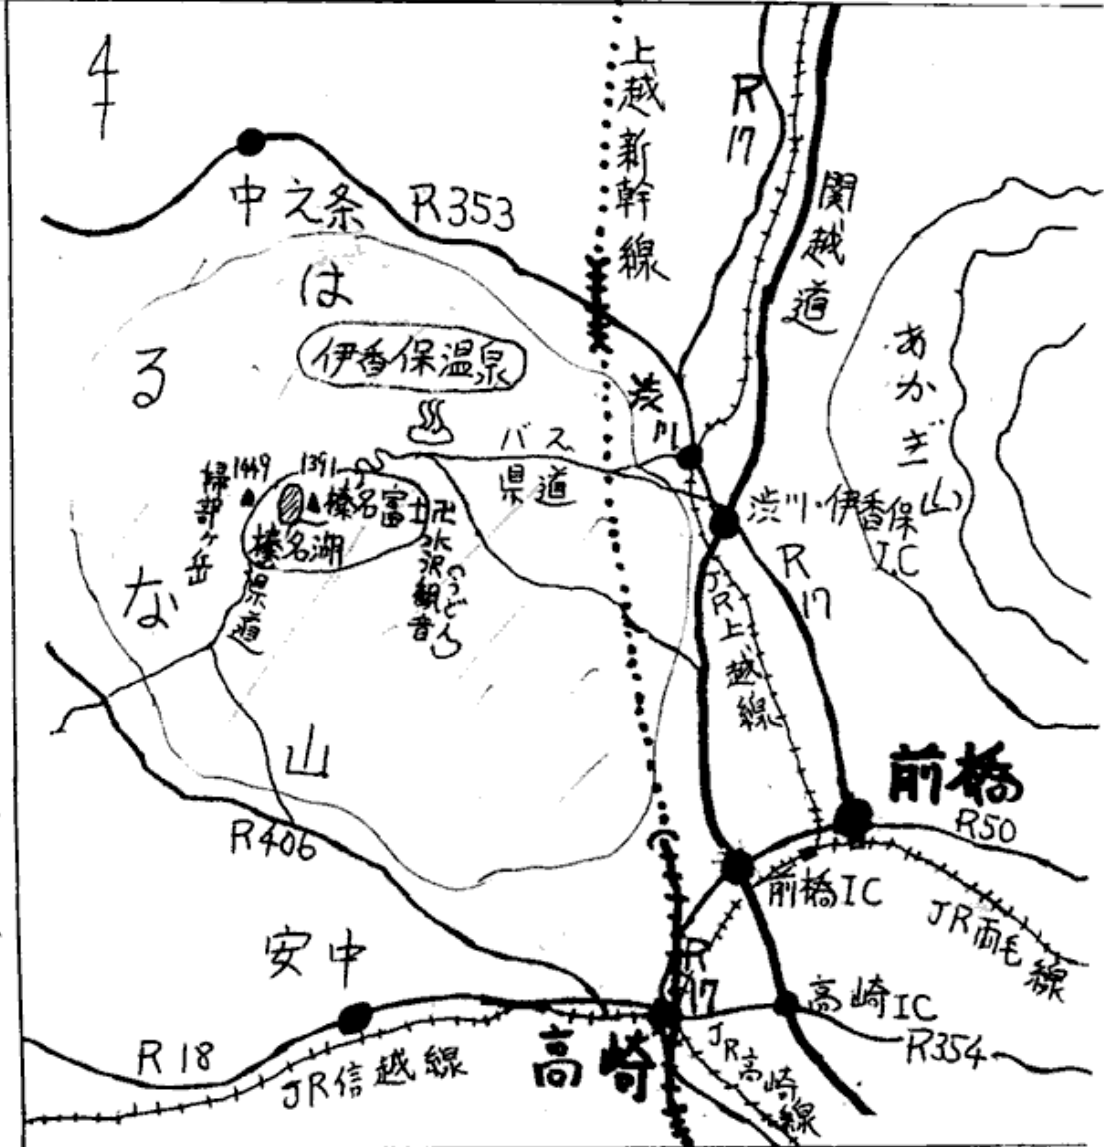 上越新幹線
R17
関越道
中之条
R353
はるな山
伊香保温泉
渋川
バス
県道
あかぎ(山)
1449
掃部ヶ岳
1391
榛名富士
榛名湖
県道
卍水沢観音
(うどん)
渋川・伊香保IC
R17
JR上越線
前橋
R50
前橋IC
JR両毛線
R406
安中
R17
高崎IC
R354
高崎
JR高崎線
R18
JR信越線